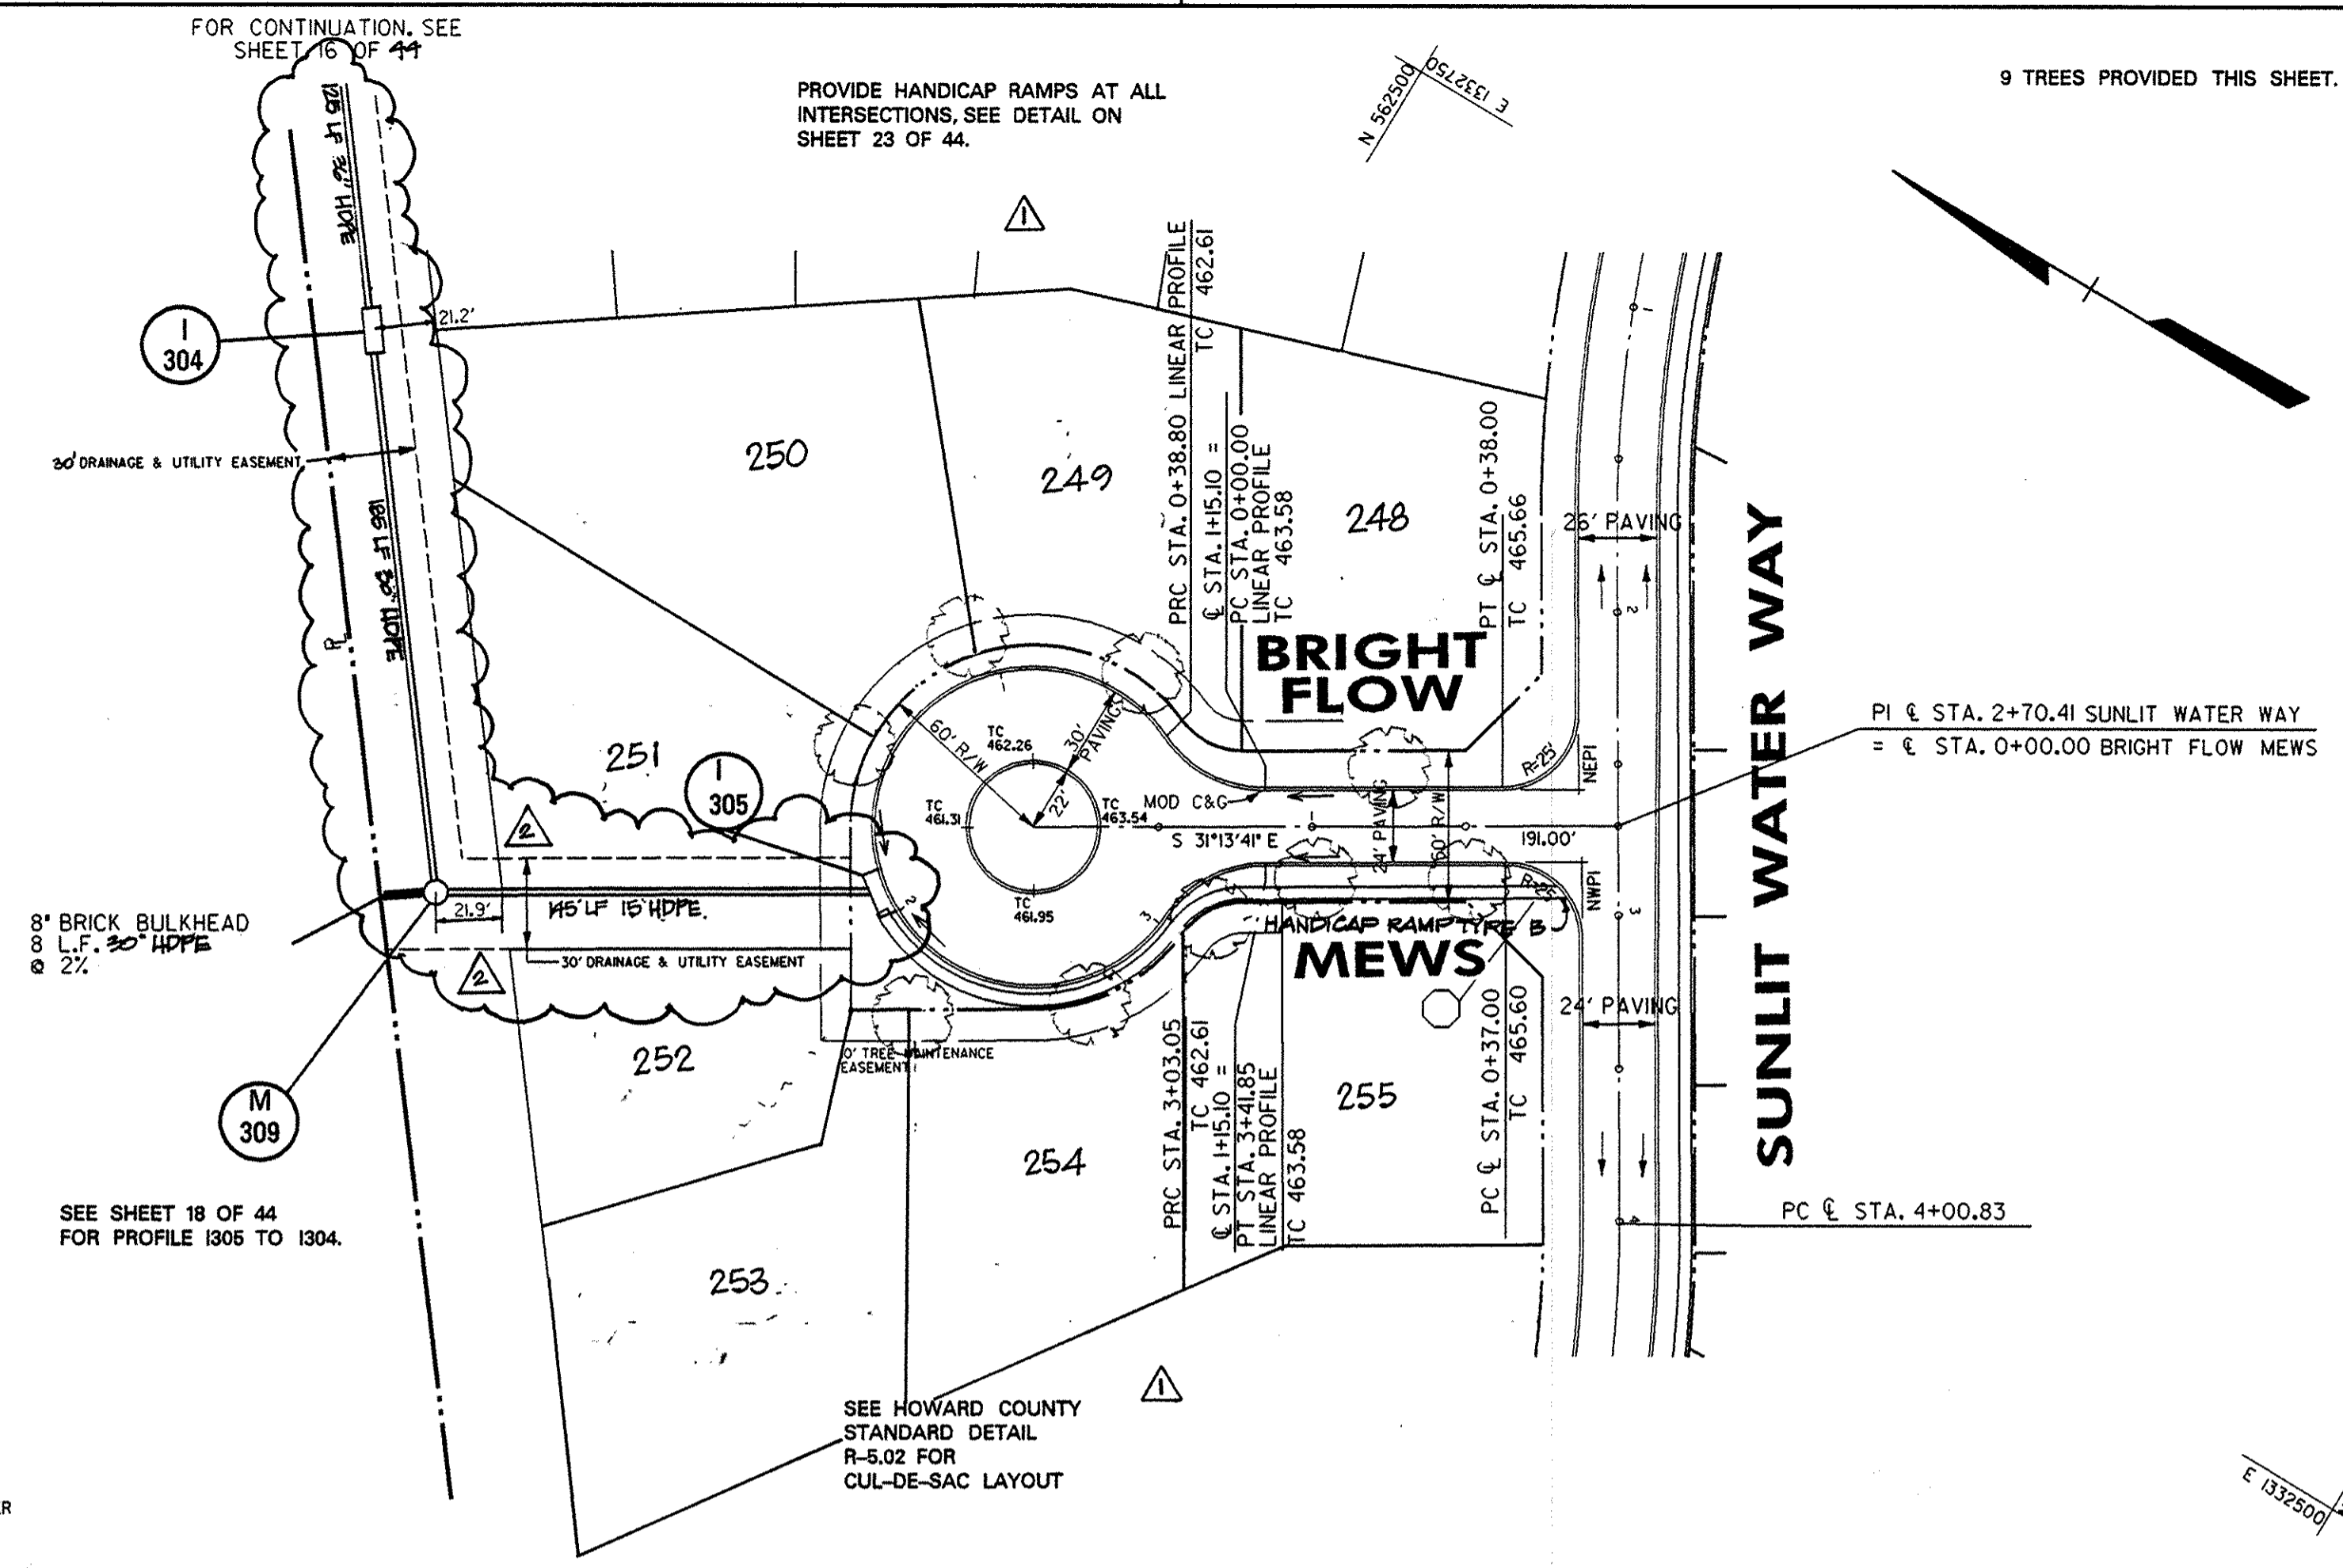 FOR CONTINUATION. SEE
SHEET 16 OF 44
PROVIDE HANDICAP RAMPS AT ALL
INTERSECTIONS, SEE DETAIL ON
SHEET 23 OF 44.
N 562500
E 1332750
9 TREES PROVIDED THIS SHEET.
1
I
304
21.2'
30' DRAINAGE & UTILITY EASEMENT
250
249
248
251
PRC STA. 0+38.80 LINEAR PROFILE
TC 462.61
℄ STA. 1+15.10 =
PC STA. 0+00.00
LINEAR PROFILE
TC 463.58
PT ℄ STA. 0+38.00
TC 465.66
26' PAVING
1
2
3
4
BRIGHT
FLOW
MEWS
SUNLIT WATER WAY
PI ℄ STA. 2+70.41 SUNLIT WATER WAY
= ℄ STA. 0+00.00 BRIGHT FLOW MEWS
I
305
60' R/W
30'
PAVING
22'
TC
462.26
TC
461.31
TC
463.54
TC
461.95
MOD C&G
S 31°13'41" E
191.00'
24' PAVING
60' R/W
R=25'
NEPI
NWPI
HANDICAP RAMP TYPE B
2
2
21.9'
145' LF 15" HDPE.
30' DRAINAGE & UTILITY EASEMENT
8" BRICK BULKHEAD
8 L.F. 30" HDPE
@ 2%
M
309
252
253
254
255
0' TREE MAINTENANCE
EASEMENT
PRC STA. 3+03.05
TC 462.61
℄ STA. 1+15.10 =
PT STA. 3+41.85
LINEAR PROFILE
TC 463.58
PC ℄ STA. 0+37.00
TC 465.60
24' PAVING
PC ℄ STA. 4+00.83
SEE SHEET 18 OF 44
FOR PROFILE I305 TO I304.
1
SEE HOWARD COUNTY
STANDARD DETAIL
R-5.02 FOR
CUL-DE-SAC LAYOUT
E 1332500